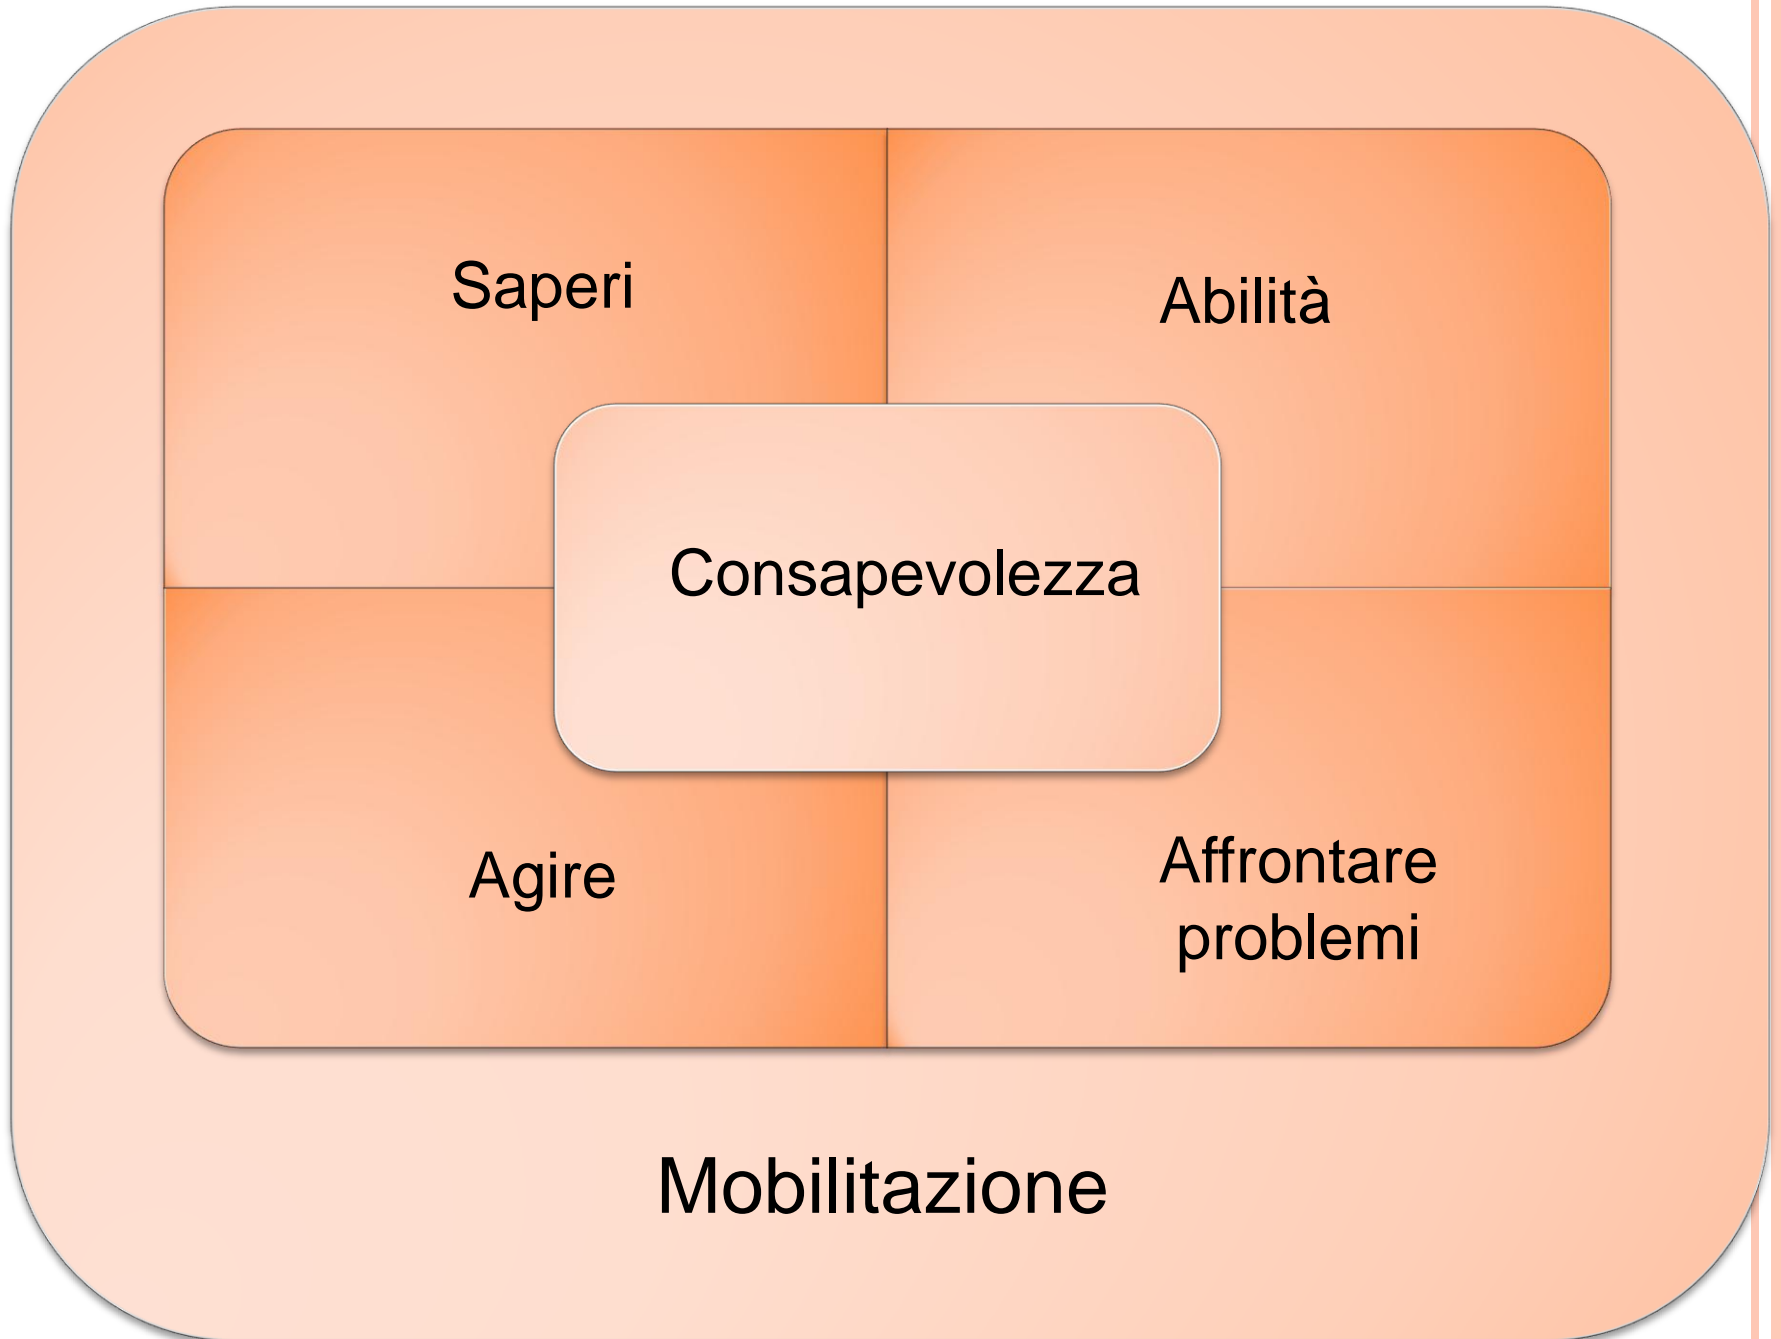 Saperi
Abilità
Consapevolezza
Agire
Affrontare
problemi
Mobilitazione